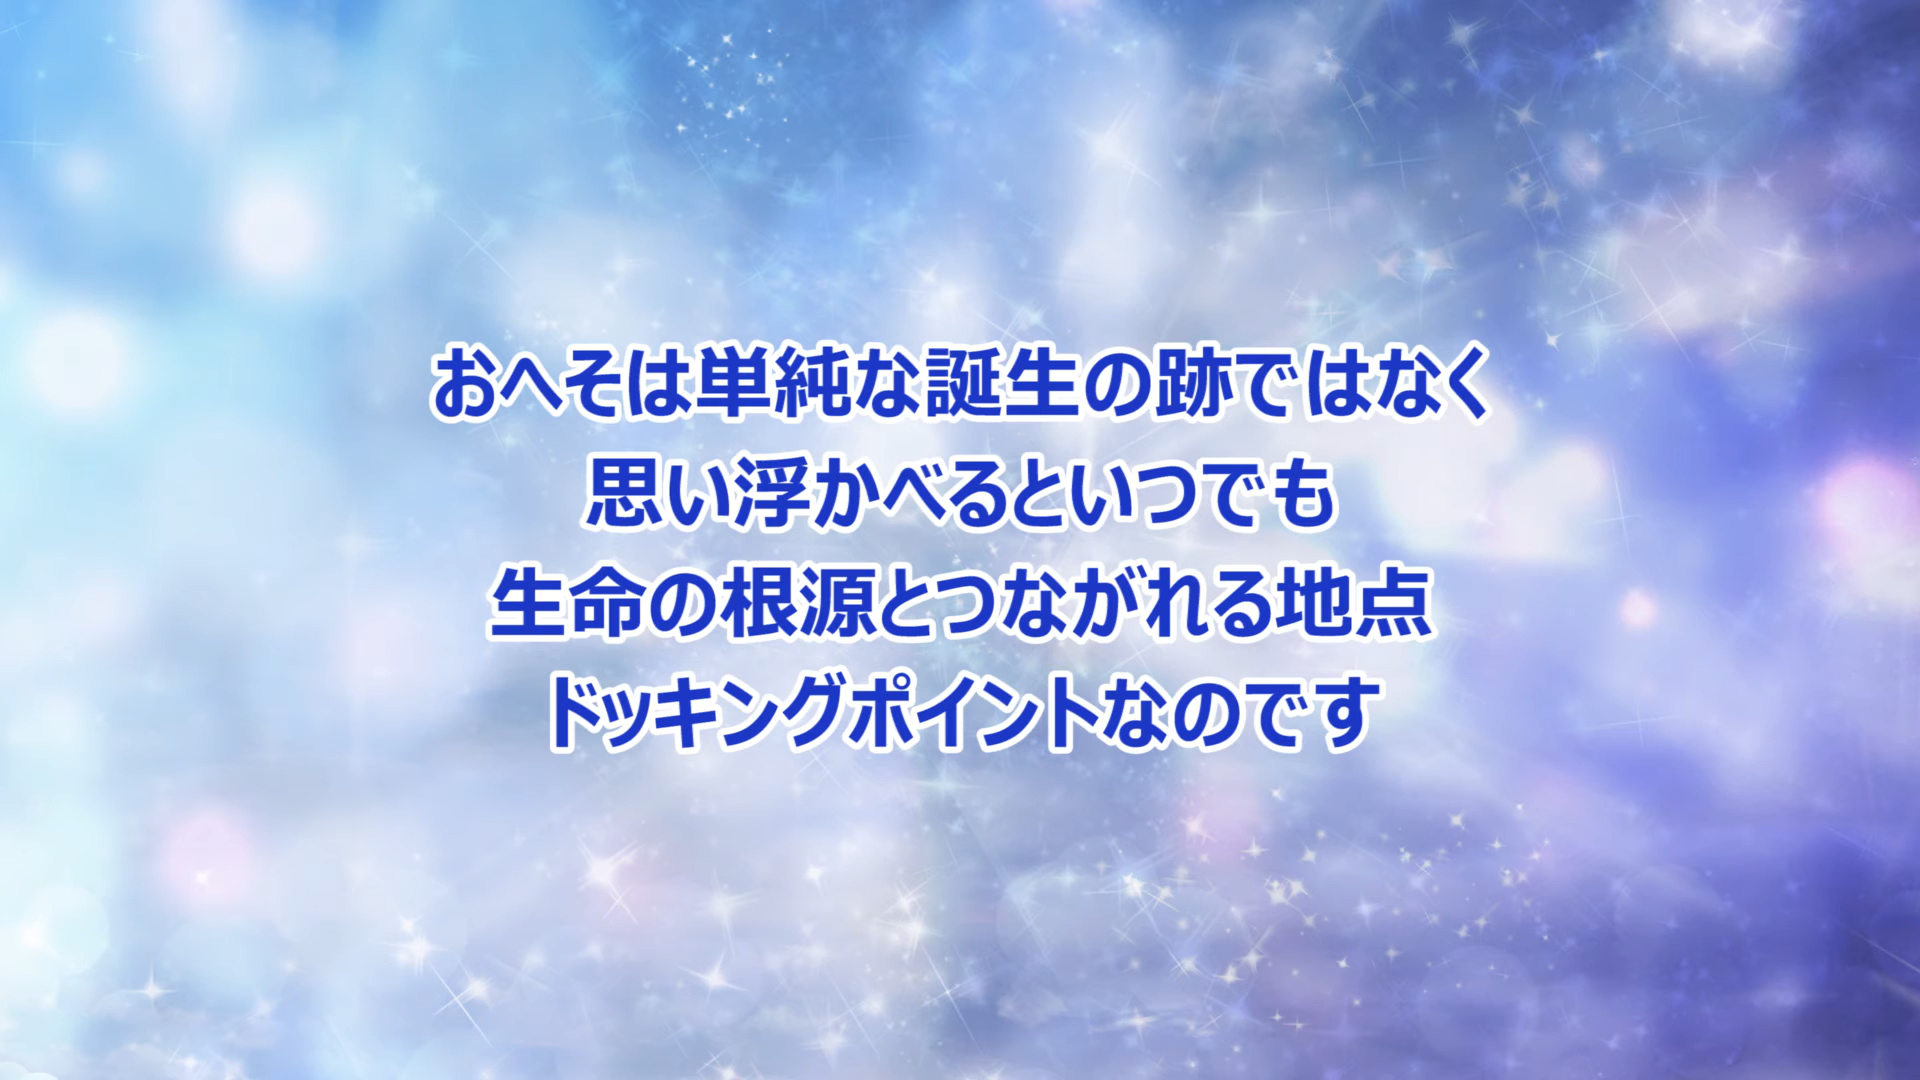 おへそは単純な誕生の跡ではなく
思い浮かべるといつでも
生命の根源とつながれる地点
ドッキングポイントなのです